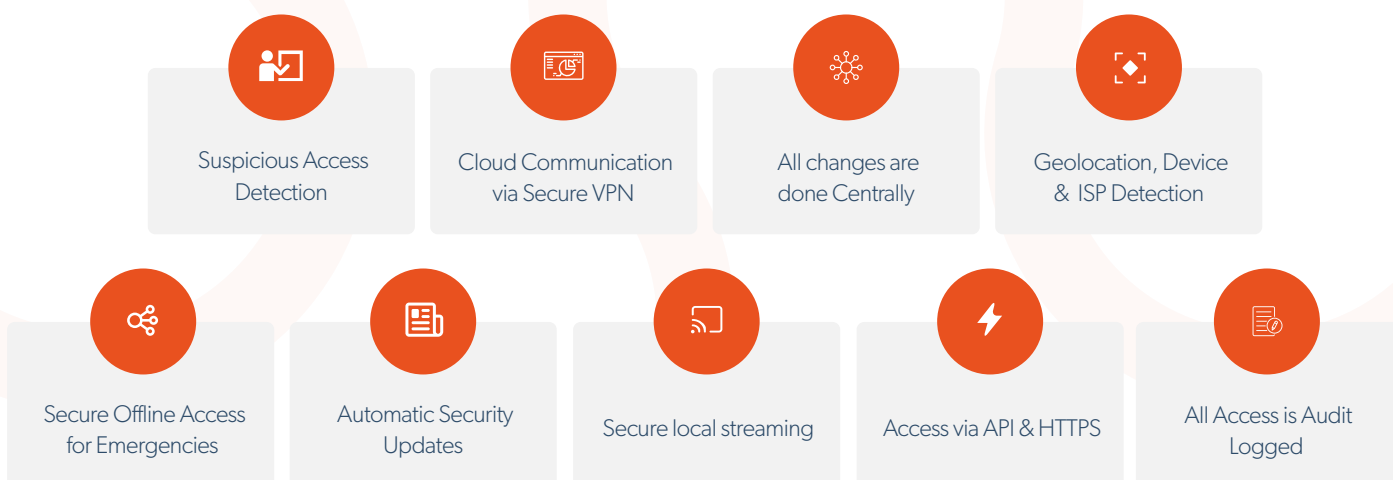 Suspicious Access
Detection
Cloud Communication
via Secure VPN
All changes are
done Centrally
Geolocation, Device
& ISP Detection
Secure Offline Access
for Emergencies
Automatic Security
Updates
Secure local streaming
Access via API & HTTPS
All Access is Audit
Logged